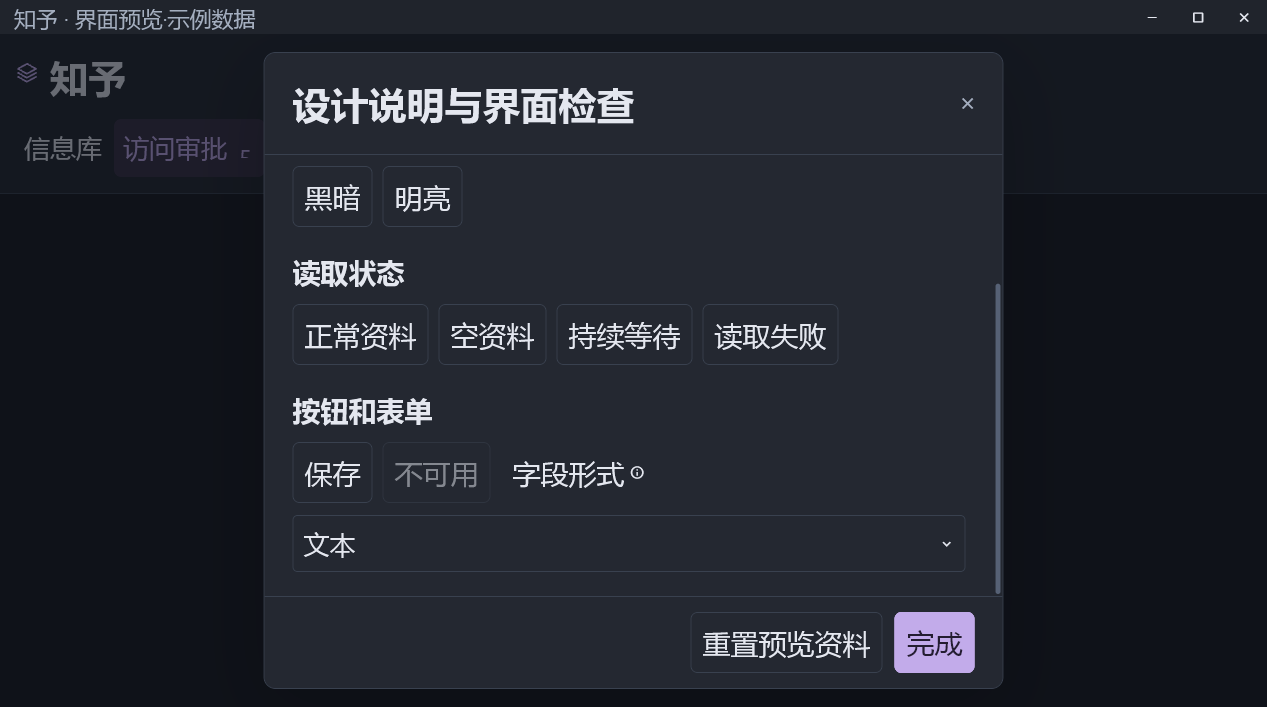 知予 · 界面预览·示例数据
知予
信息库 访问审批
设计说明与界面检查
黑暗 明亮
读取状态
正常资料 空资料 持续等待 读取失败
按钮和表单
保存 不可用 字段形式
文本
重置预览资料 完成